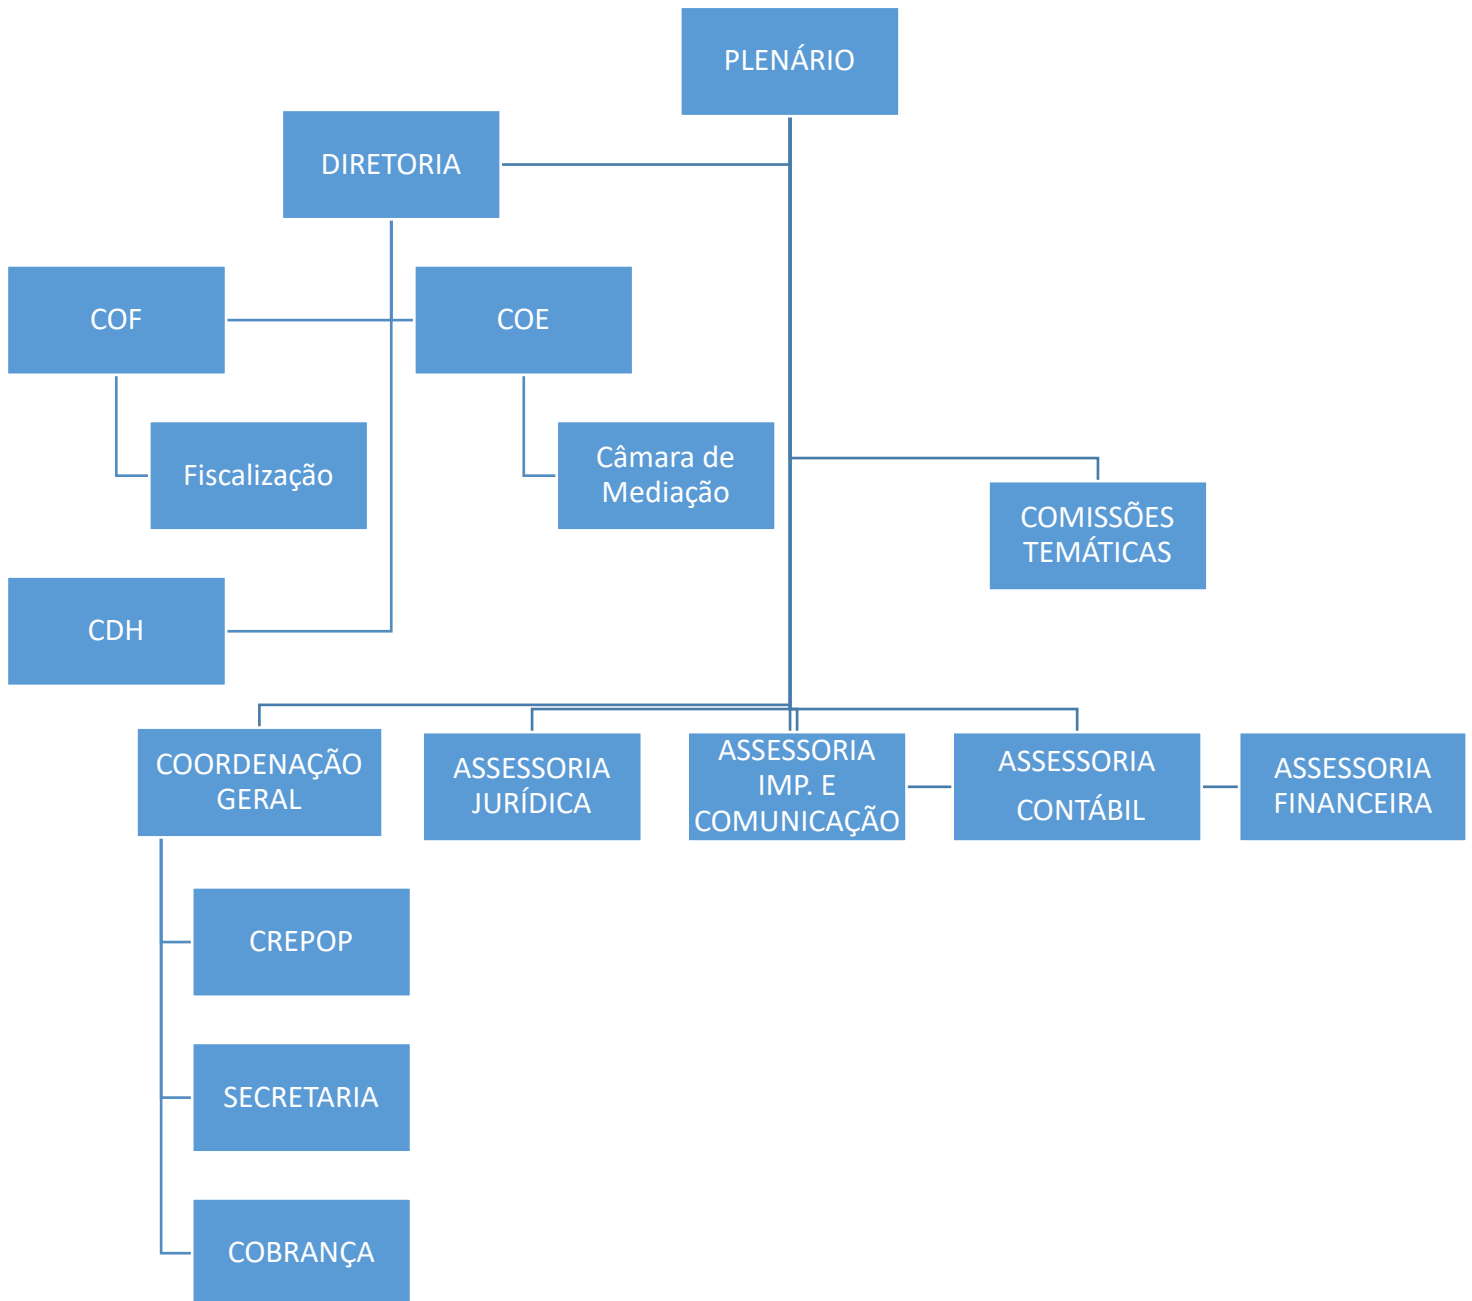 PLENÁRIO
DIRETORIA
COF
COE
Fiscalização
Câmara de
Mediação
COMISSÕES
TEMÁTICAS
CDH
COORDENAÇÃO
GERAL
ASSESSORIA
JURÍDICA
ASSESSORIA
IMP. E
COMUNICAÇÃO
ASSESSORIA
CONTÁBIL
ASSESSORIA
FINANCEIRA
CREPOP
SECRETARIA
COBRANÇA